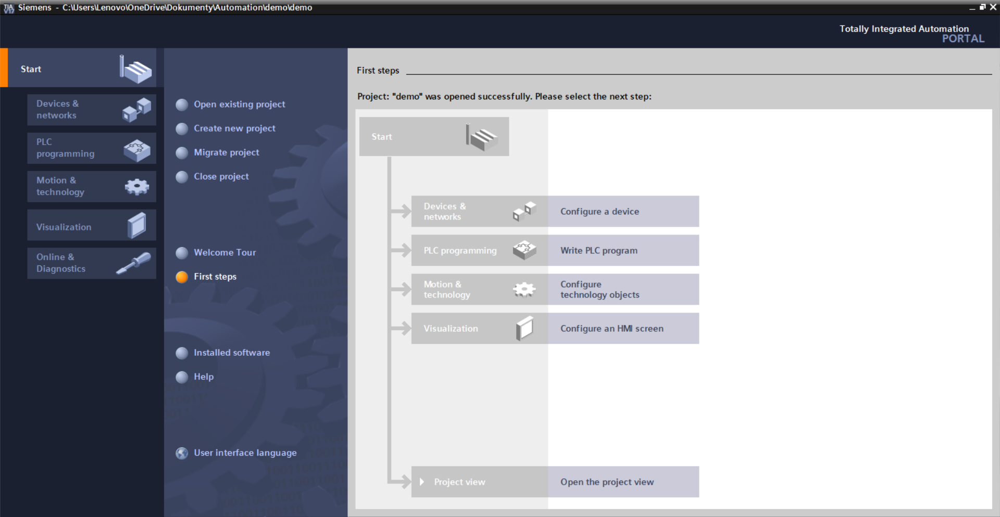 TIA
V17
Siemens - C:\Users\Lenovo\OneDrive\Dokumenty\Automation\demo\demo
Totally Integrated Automation
PORTAL
Start
Devices &
networks
PLC
programming
Motion &
technology
Visualization
Online &
Diagnostics
Open existing project
Create new project
Migrate project
Close project
Welcome Tour
First steps
Installed software
Help
User interface language
First steps
Project: "demo" was opened successfully. Please select the next step:
Start
Devices &
networks
Configure a device
PLC programming
Write PLC program
Motion &
technology
Configure
technology objects
Visualization
Configure an HMI screen
Project view
Open the project view